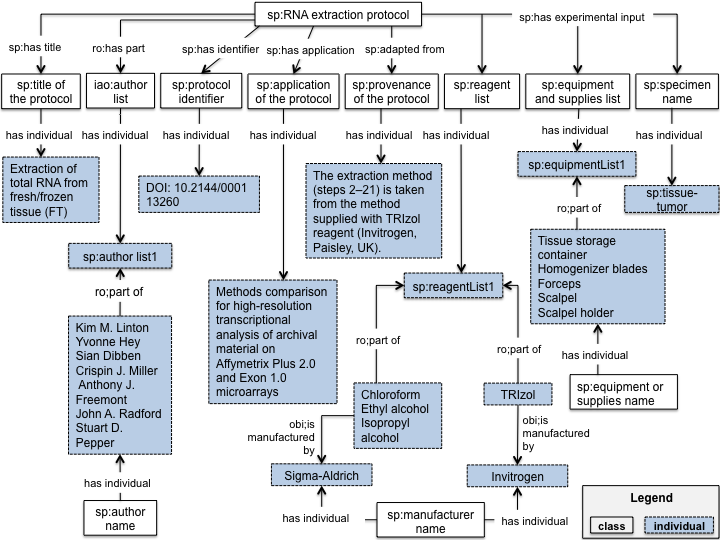 sp:RNA extraction protocol
sp:has title
ro:has part
sp:has identifier
sp:has application
sp:adapted from
sp:has experimental input
sp:title of
the protocol
iao:author
list
sp:protocol
identifier
sp:application
of the protocol
sp:provenance
of the protocol
sp:reagent
list
sp:equipment
and supplies list
sp:specimen
name
has individual
has individual
has individual
has individual
has individual
has individual
has individual
has individual
Extraction of
total RNA from
fresh/frozen
tissue (FT)
DOI: 10.2144/0001
13260
The extraction method
(steps 2–21) is taken
from the method
supplied with TRIzol
reagent (Invitrogen,
Paisley, UK).
sp:equipmentList1
sp:tissue-
tumor
ro;part of
sp:author list1
ro;part of
Methods comparison
for high-resolution
transcriptional
analysis of archival
material on
Affymetrix Plus 2.0
and Exon 1.0
microarrays
sp:reagentList1
Tissue storage
container
Homogenizer blades
Forceps
Scalpel
Scalpel holder
Kim M. Linton
Yvonne Hey
Sian Dibben
Crispin J. Miller
Anthony J.
Freemont
John A. Radford
Stuart D.
Pepper
ro;part of
ro;part of
has individual
sp:equipment or
supplies name
Chloroform
Ethyl alcohol
Isopropyl
alcohol
TRIzol
obi;is
manufactured
by
obi;is
manufactured
by
Sigma-Aldrich
Invitrogen
has individual
sp:author
name
has individual
sp:manufacturer
name
has individual
Legend
class
individual